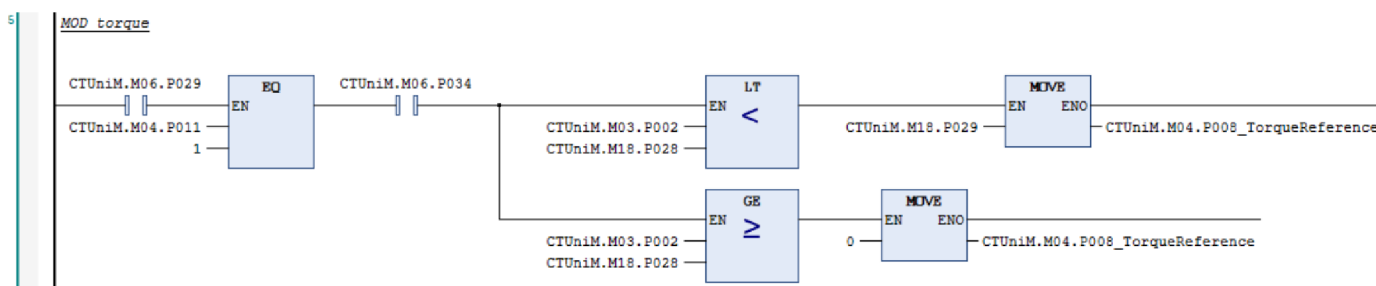 5
MOD torque
CTUniM.M06.P029
EQ
CTUniM.M06.P034
LT
MOVE
EN
EN
<
EN
ENO
CTUniM.M04.P011
CTUniM.M03.P002
CTUniM.M18.P029
CTUniM.M04.P008_TorqueReference
1
CTUniM.M18.P028
GE
MOVE
EN
≥
EN
ENO
CTUniM.M03.P002
0
CTUniM.M04.P008_TorqueReference
CTUniM.M18.P028